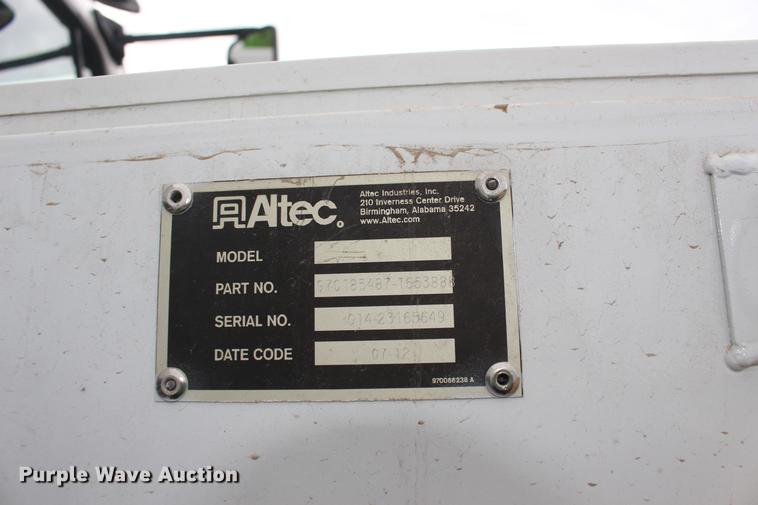 Altec.
Altec Industries, Inc.
210 Inverness Center Drive
Birmingham, Alabama 35242
www.Altec.com
MODEL
PART NO. 970185487-1553888
SERIAL NO. 014-23165649
DATE CODE 07-12
970066238 A
Purple Wave Auction